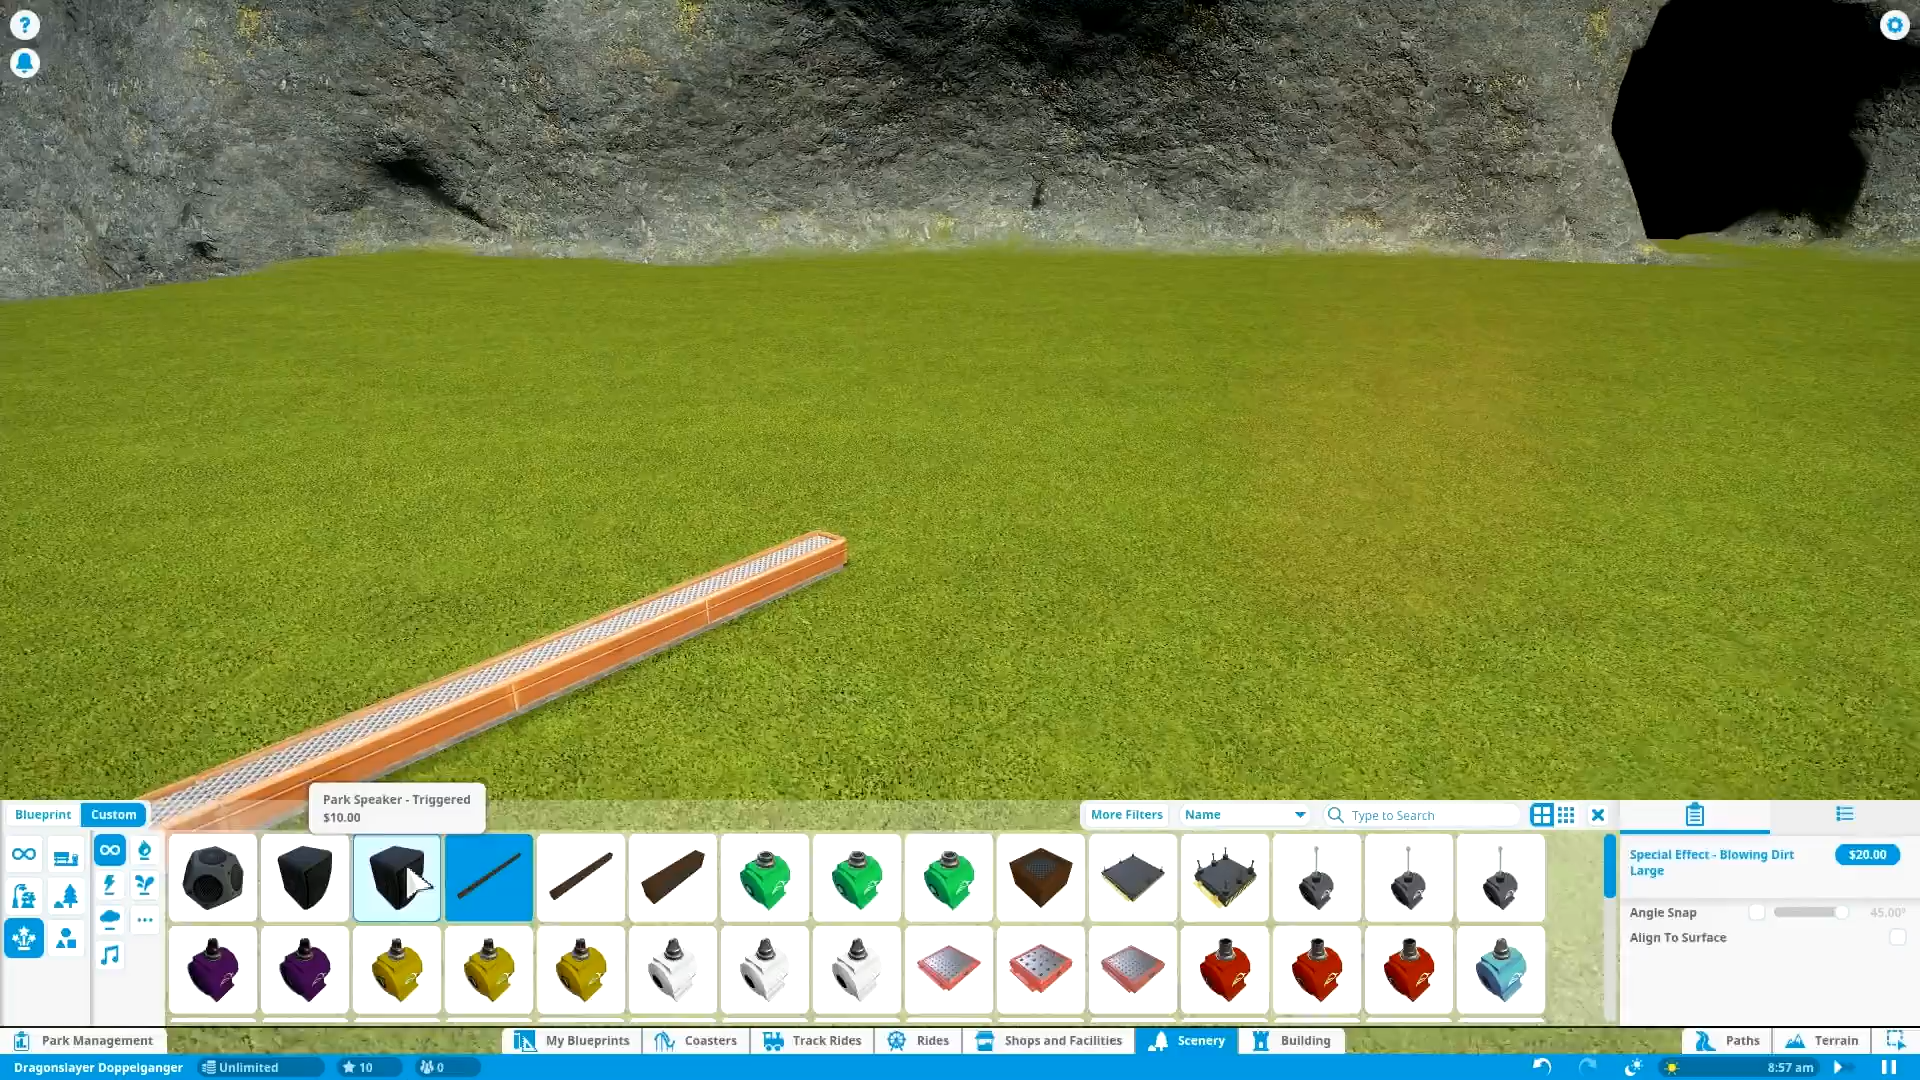 ?
Park Speaker - Triggered
$10.00
Blueprint
Custom
More Filters
Name
Type to Search
Special Effect - Blowing Dirt
Large
$20.00
Angle Snap
45.00°
Align To Surface
Park Management
My Blueprints
Coasters
Track Rides
Rides
Shops and Facilities
Scenery
Building
Paths
Terrain
Dragonslayer Doppelganger
Unlimited
10
0
8:57 am